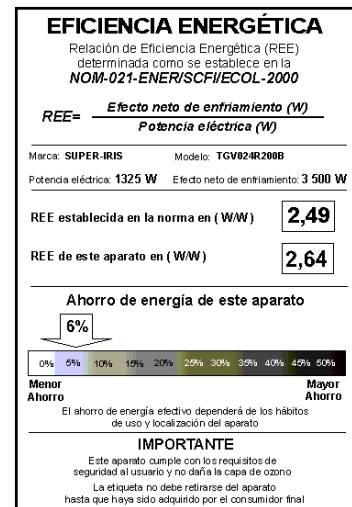 EFICIENCIA ENERGÉTICA
Relación de Eficiencia Energética (REE)
determinada como se establece en la
NOM-021-ENER/SCFI/ECOL-2000
REE= Efecto neto de enfriamiento (W)
Potencia eléctrica (W)
Marca: SUPER-IRIS Modelo: TGV024R200B
Potencia eléctrica: 1325 W Efecto neto de enfriamiento: 3 500 W
REE establecida en la norma en ( W/W ) 2,49
REE de este aparato en ( W/W ) 2,64
Ahorro de energía de este aparato
6%
0% 5% 10% 15% 20% 25% 30% 35% 40% 45% 50%
Menor Mayor
Ahorro Ahorro
El ahorro de energía efectivo dependerá de los hábitos
de uso y localización del aparato
IMPORTANTE
Este aparato cumple con los requisitos de
seguridad al usuario y no daña la capa de ozono
La etiqueta no debe retirarse del aparato
hasta que haya sido adquirido por el consumidor final